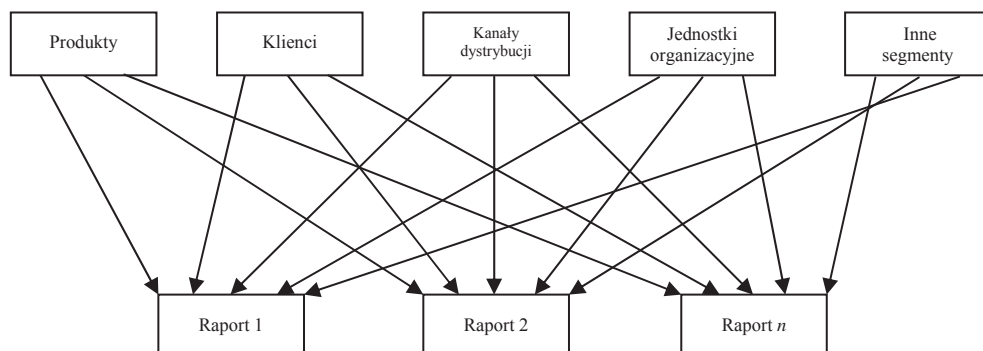 Produkty
Klienci
Kanały
dystrybucji
Jednostki
organizacyjne
Inne
segmenty
Raport 1
Raport 2
Raport n